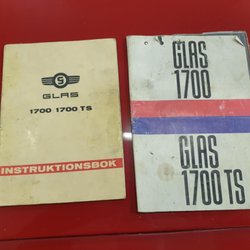 G
GLAS
1700 1700 TS
INSTRUKTIONSBOK
GLAS
1700
GLAS
1700 TS